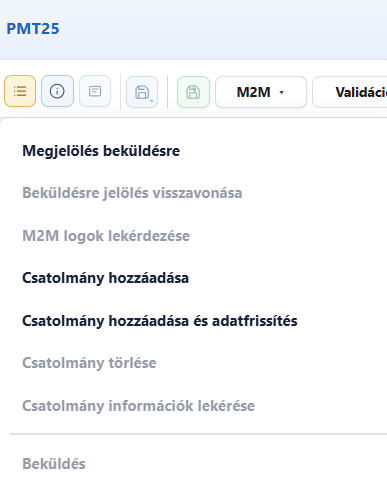 PMT25
M2M
Megjelölés beküldésre
Beküldésre jelölés visszavonása
M2M logok lekérdezése
Csatolmány hozzáadása
Csatolmány hozzáadása és adatfrissítés
Csatolmány törlése
Csatolmány információk lekérése
Beküldés